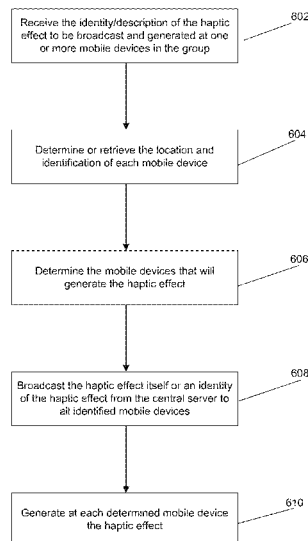 Receive the identity/description of the haptic
effect to be broadcast and generated at one
or more mobile devices in the group
602
Determine or retrieve the location and
identification of each mobile device
604
Determine the mobile devices that will
generate the haptic effect
606
Broadcast the haptic effect itself or an identity
of the haptic effect from the central server to
all identified mobile devices
608
Generate at each determined mobile device
the haptic effect
610